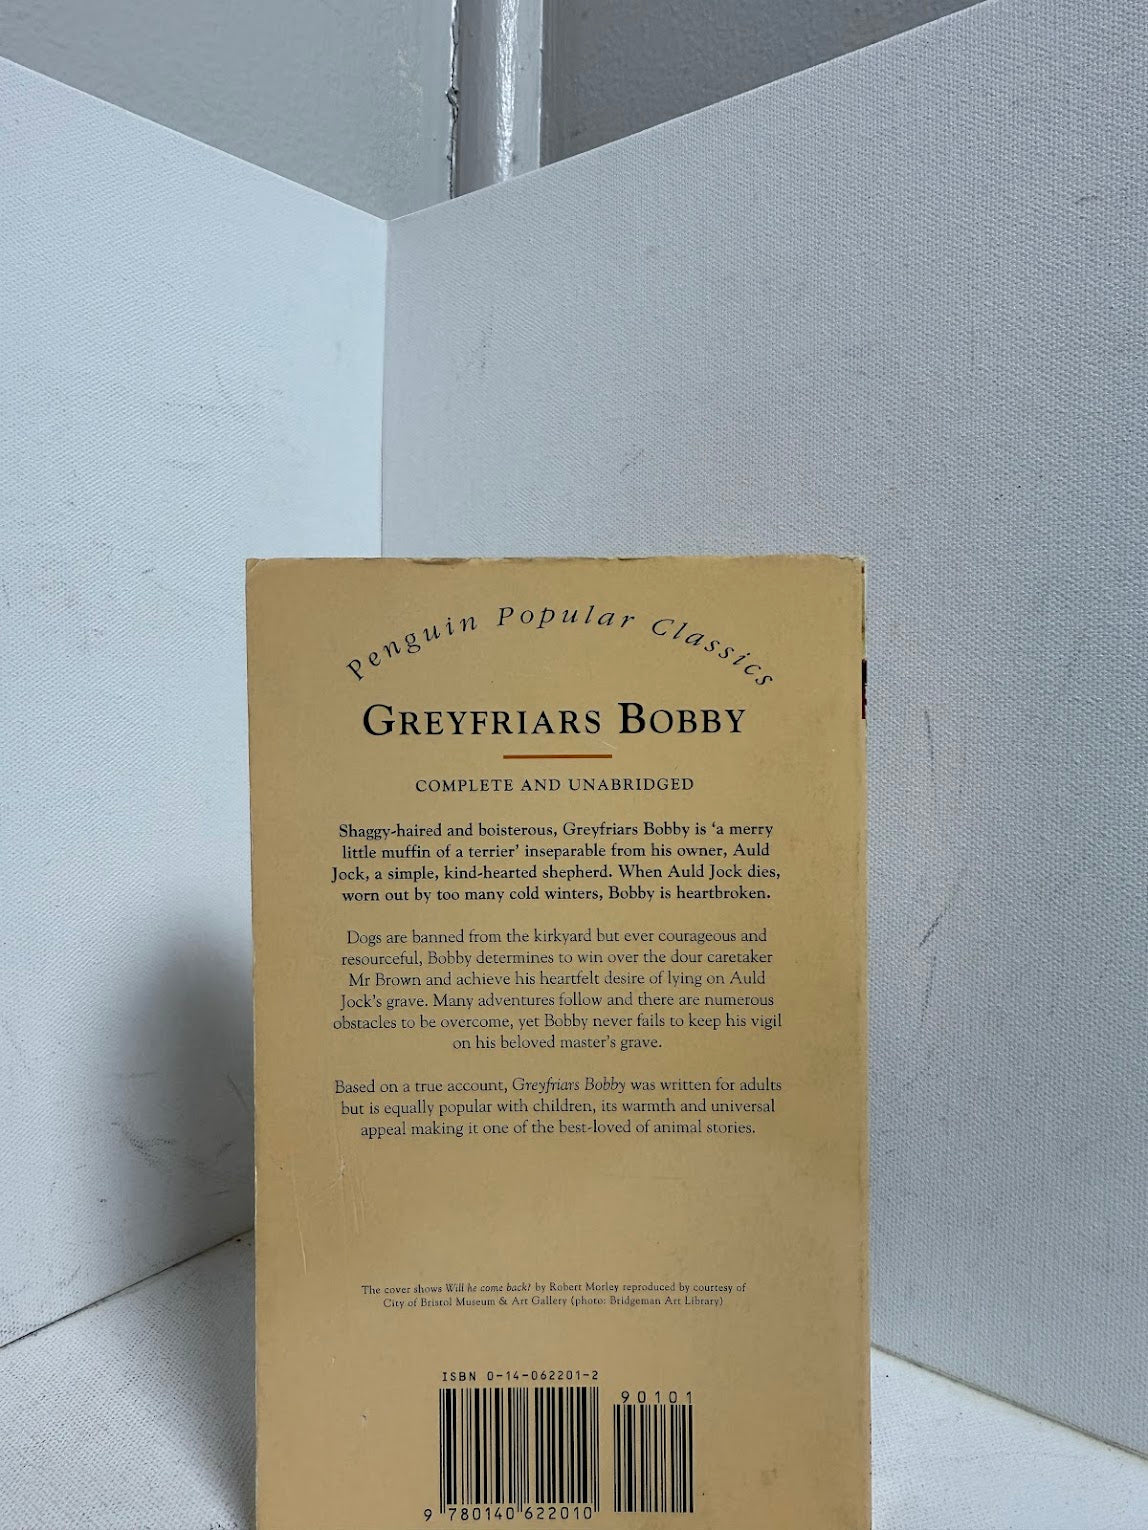 Penguin Popular Classics
GREYFRIARS BOBBY
COMPLETE AND UNABRIDGED
Shaggy-haired and boisterous, Greyfriars Bobby is ‘a merry
little muffin of a terrier’ inseparable from his owner, Auld
Jock, a simple, kind-hearted shepherd. When Auld Jock dies,
worn out by too many cold winters, Bobby is heartbroken.
Dogs are banned from the kirkyard but ever courageous and
resourceful, Bobby determines to win over the dour caretaker
Mr Brown and achieve his heartfelt desire of lying on Auld
Jock’s grave. Many adventures follow and there are numerous
obstacles to be overcome, yet Bobby never fails to keep his vigil
on his beloved master’s grave.
Based on a true account, Greyfriars Bobby was written for adults
but is equally popular with children, its warmth and universal
appeal making it one of the best-loved of animal stories.
The cover shows Will he come back? by Robert Morley reproduced by courtesy of
City of Bristol Museum & Art Gallery (photo: Bridgeman Art Library)
ISBN 0-14-062201-2
90101
9 780140 622010